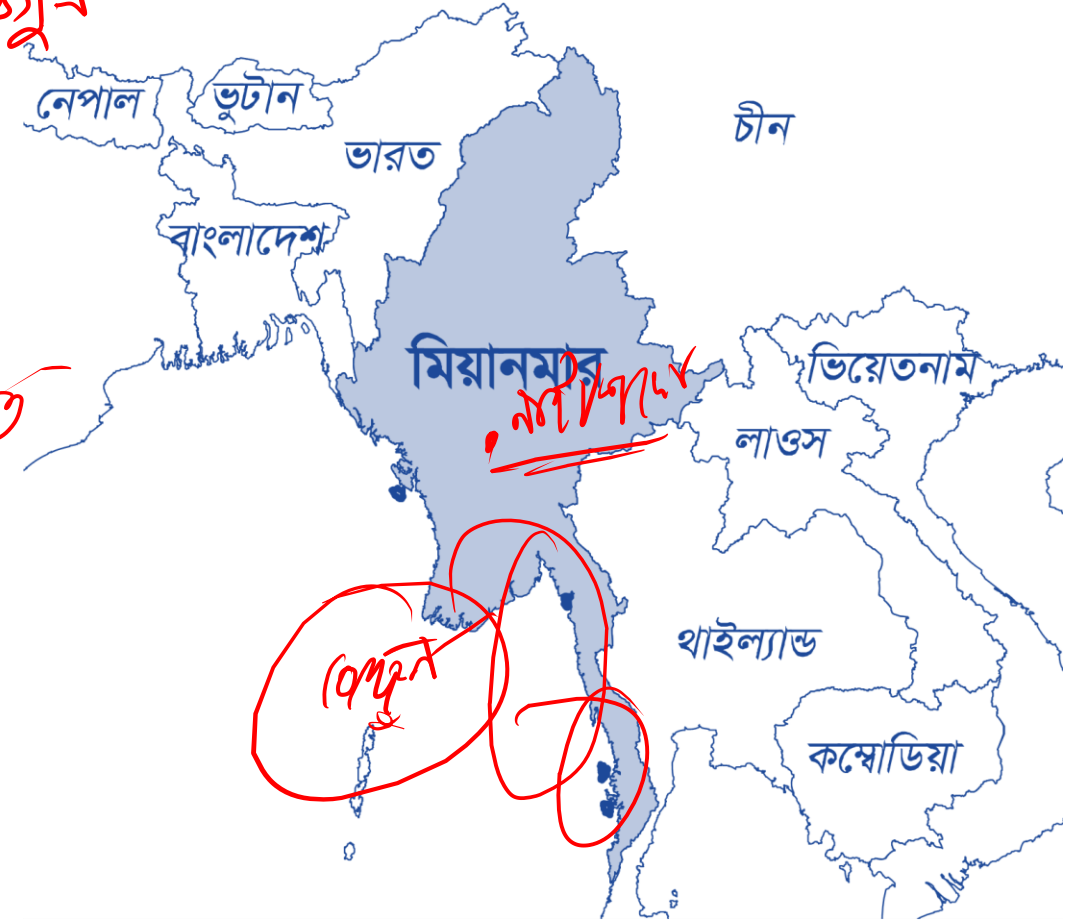 নেপাল
ভুটান
চীন
ভারত
বাংলাদেশ
মিয়ানমার
ভিয়েতনাম
লাওস
থাইল্যান্ড
কম্বোডিয়া